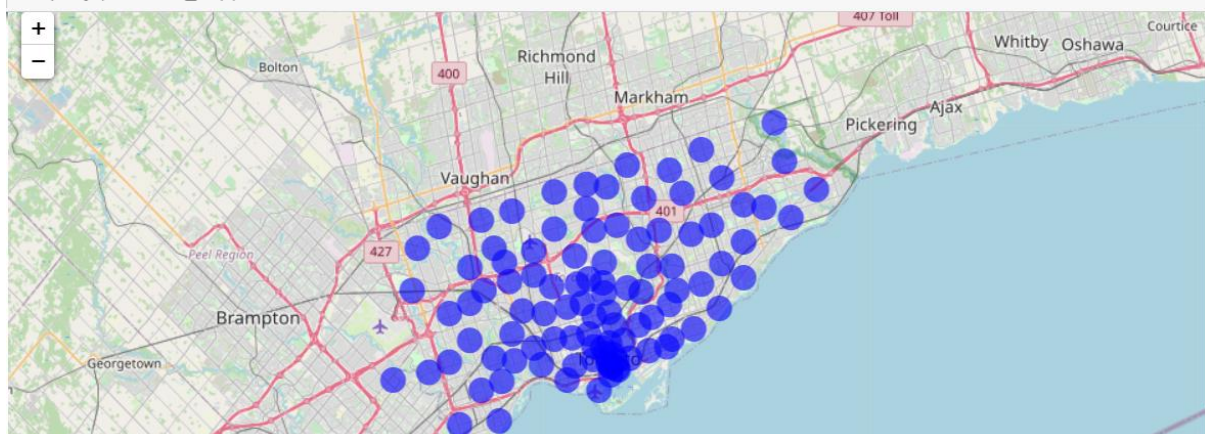 +
−
407 Toll
Courtice
Whitby
Oshawa
Richmond
Hill
Bolton
400
Markham
Ajax
Pickering
Vaughan
401
427
Peel Region
Brampton
Georgetown